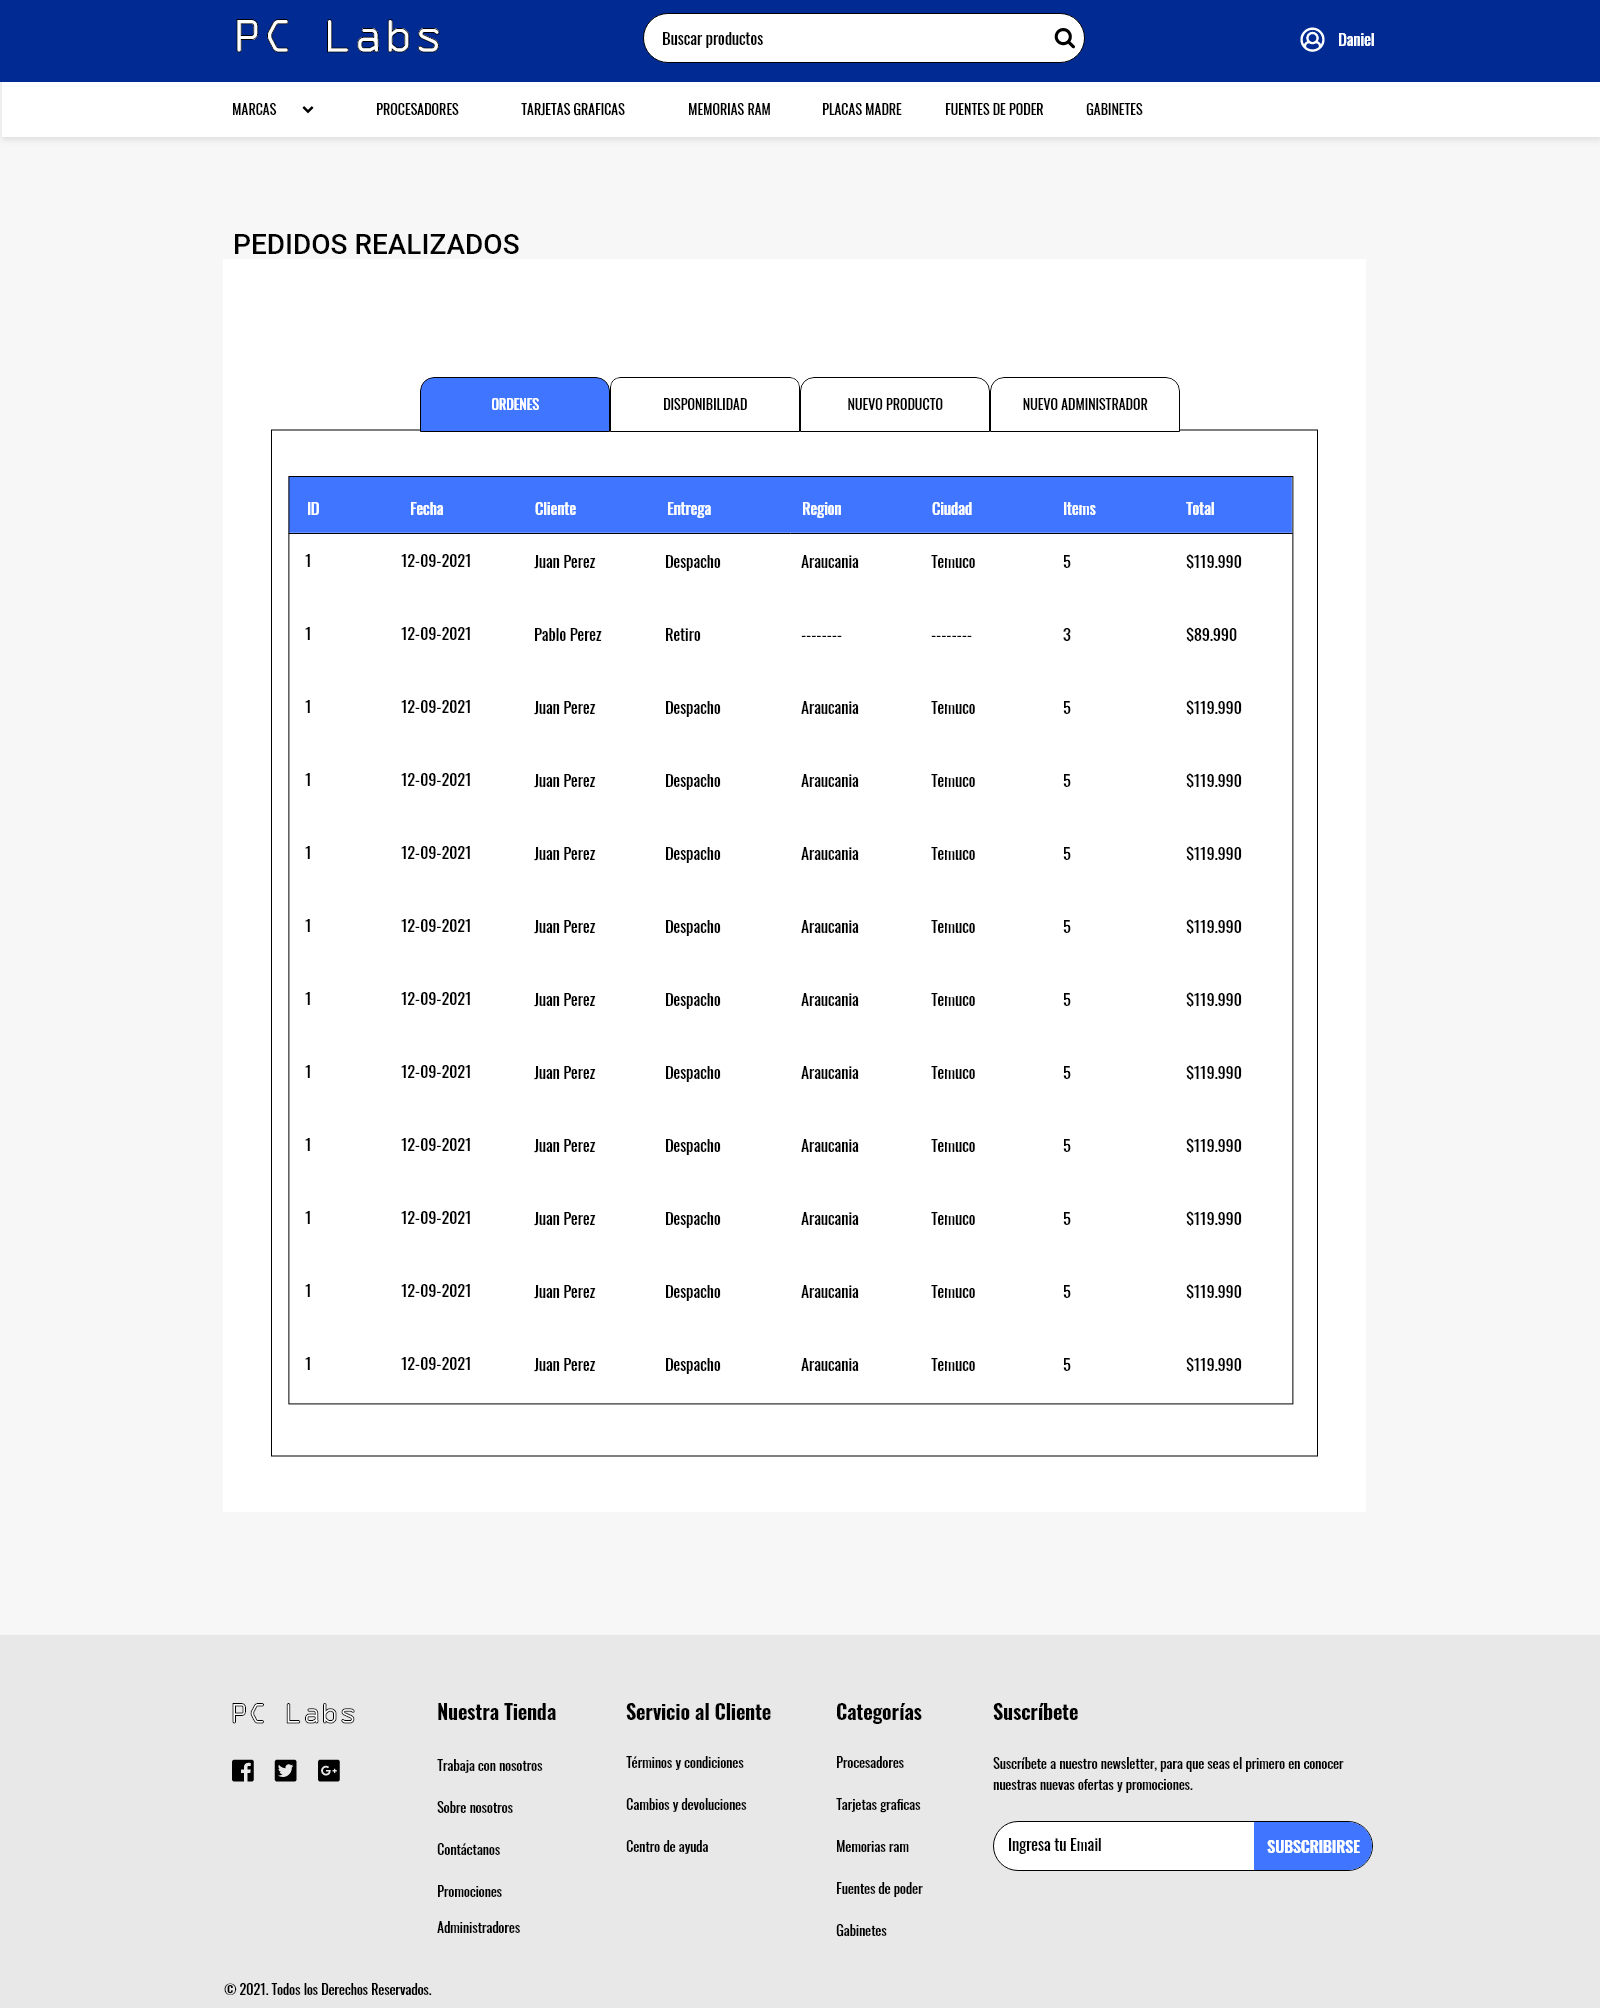 PC Labs
Buscar productos
Daniel
MARCAS PROCESADORES TARJETAS GRAFICAS MEMORIAS RAM PLACAS MADRE FUENTES DE PODER GABINETES
PEDIDOS REALIZADOS
ORDENES DISPONIBILIDAD NUEVO PRODUCTO NUEVO ADMINISTRADOR
ID Fecha Cliente Entrega Region Ciudad Items Total
1 12-09-2021 Juan Perez Despacho Araucania Temuco 5 $119.990
1 12-09-2021 Pablo Perez Retiro -------- -------- 3 $89.990
1 12-09-2021 Juan Perez Despacho Araucania Temuco 5 $119.990
1 12-09-2021 Juan Perez Despacho Araucania Temuco 5 $119.990
1 12-09-2021 Juan Perez Despacho Araucania Temuco 5 $119.990
1 12-09-2021 Juan Perez Despacho Araucania Temuco 5 $119.990
1 12-09-2021 Juan Perez Despacho Araucania Temuco 5 $119.990
1 12-09-2021 Juan Perez Despacho Araucania Temuco 5 $119.990
1 12-09-2021 Juan Perez Despacho Araucania Temuco 5 $119.990
1 12-09-2021 Juan Perez Despacho Araucania Temuco 5 $119.990
1 12-09-2021 Juan Perez Despacho Araucania Temuco 5 $119.990
1 12-09-2021 Juan Perez Despacho Araucania Temuco 5 $119.990
PC Labs
Nuestra Tienda
Trabaja con nosotros
Sobre nosotros
Contáctanos
Promociones
Administradores
Servicio al Cliente
Términos y condiciones
Cambios y devoluciones
Centro de ayuda
Categorías
Procesadores
Tarjetas graficas
Memorias ram
Fuentes de poder
Gabinetes
Suscríbete
Suscríbete a nuestro newsletter, para que seas el primero en conocer
nuestras nuevas ofertas y promociones.
Ingresa tu Email
SUBSCRIBIRSE
© 2021. Todos los Derechos Reservados.